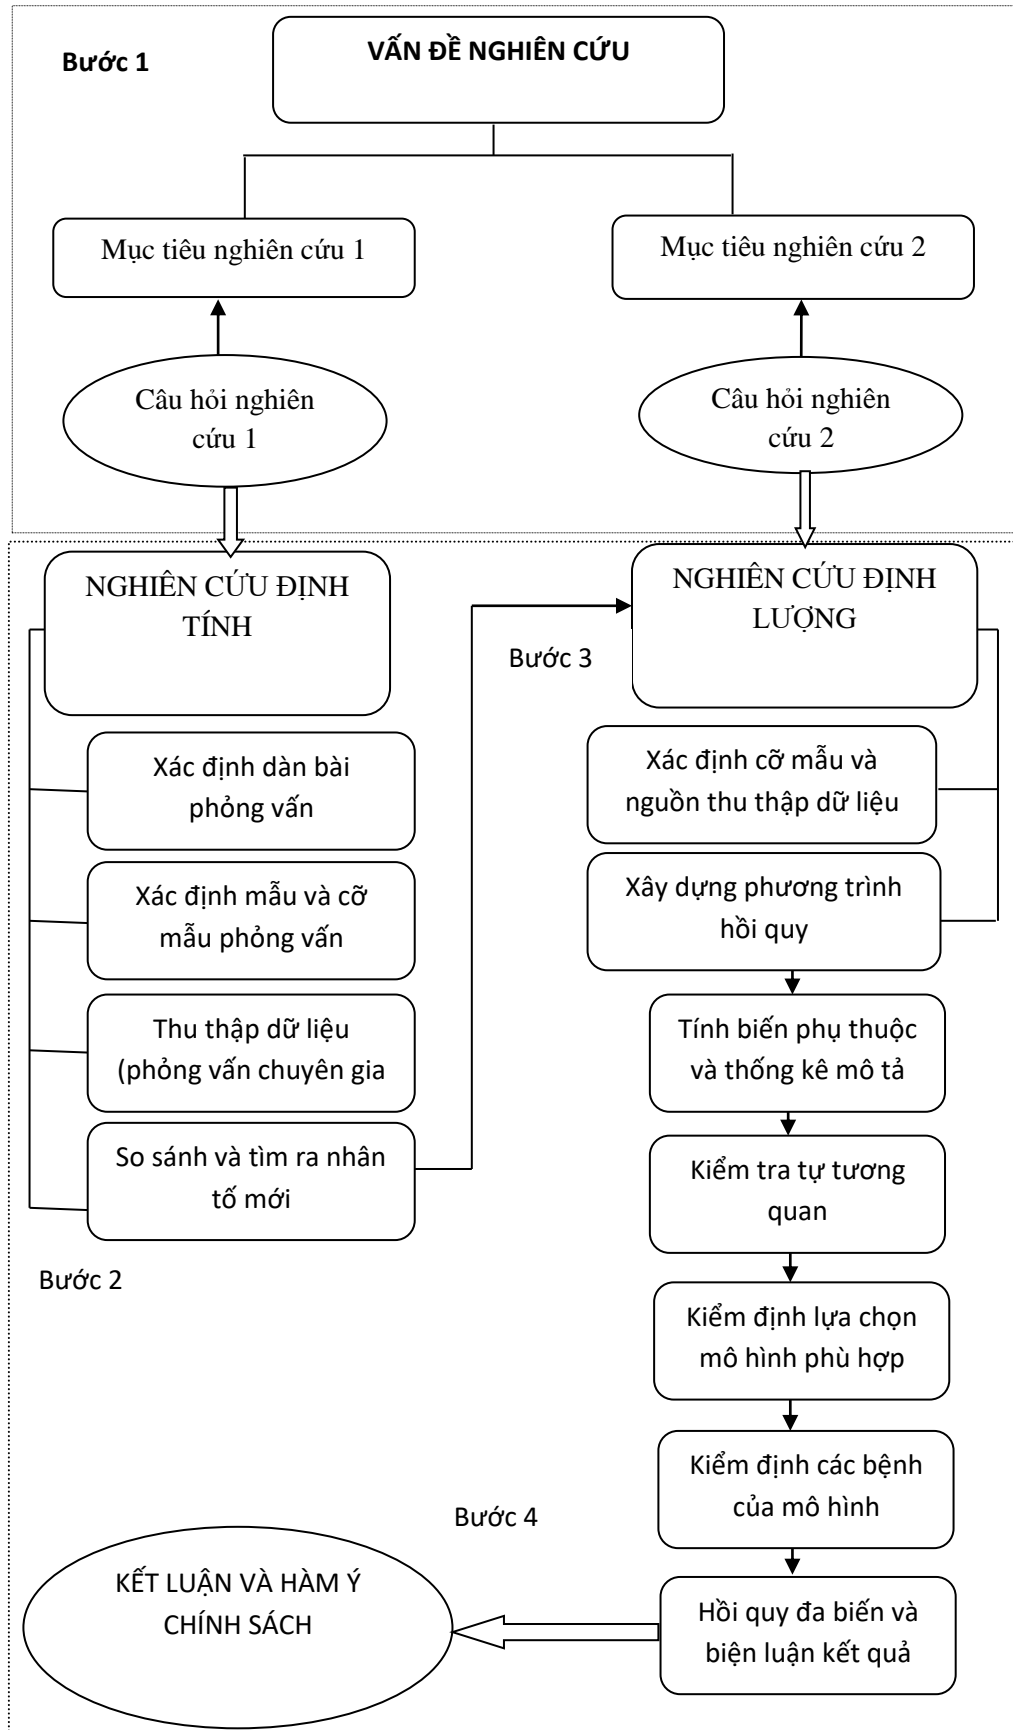 Bước 1
VẤN ĐỀ NGHIÊN CỨU
Mục tiêu nghiên cứu 1
Mục tiêu nghiên cứu 2
Câu hỏi nghiên
cứu 1
Câu hỏi nghiên
cứu 2
NGHIÊN CỨU ĐỊNH
TÍNH
NGHIÊN CỨU ĐỊNH
LƯỢNG
Bước 3
Xác định dàn bài
phỏng vấn
Xác định mẫu và cỡ
mẫu phỏng vấn
Thu thập dữ liệu
(phỏng vấn chuyên gia
So sánh và tìm ra nhân
tố mới
Bước 2
Xác định cỡ mẫu và
nguồn thu thập dữ liệu
Xây dựng phương trình
hồi quy
Tính biến phụ thuộc
và thống kê mô tả
Kiểm tra tự tương
quan
Kiểm định lựa chọn
mô hình phù hợp
Kiểm định các bệnh
của mô hình
Hồi quy đa biến và
biện luận kết quả
Bước 4
KẾT LUẬN VÀ HÀM Ý
CHÍNH SÁCH